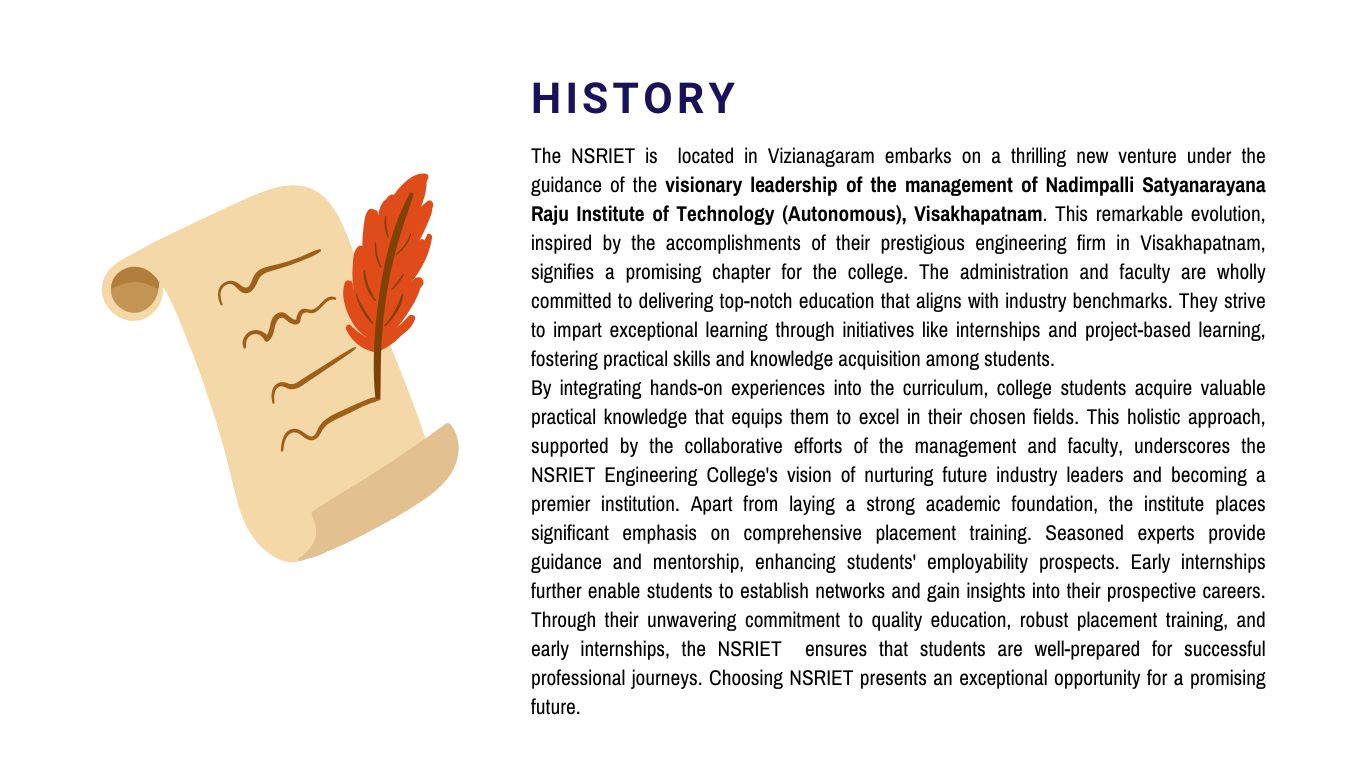 HISTORY
The NSRIET is  located in Vizianagaram embarks on a thrilling new venture under the
guidance of the visionary leadership of the management of Nadimpalli Satyanarayana
Raju Institute of Technology (Autonomous), Visakhapatnam. This remarkable evolution,
inspired by the accomplishments of their prestigious engineering firm in Visakhapatnam,
signifies a promising chapter for the college. The administration and faculty are wholly
committed to delivering top-notch education that aligns with industry benchmarks. They strive
to impart exceptional learning through initiatives like internships and project-based learning,
fostering practical skills and knowledge acquisition among students.
By integrating hands-on experiences into the curriculum, college students acquire valuable
practical knowledge that equips them to excel in their chosen fields. This holistic approach,
supported by the collaborative efforts of the management and faculty, underscores the
NSRIET Engineering College's vision of nurturing future industry leaders and becoming a
premier institution. Apart from laying a strong academic foundation, the institute places
significant emphasis on comprehensive placement training. Seasoned experts provide
guidance and mentorship, enhancing students' employability prospects. Early internships
further enable students to establish networks and gain insights into their prospective careers.
Through their unwavering commitment to quality education, robust placement training, and
early internships, the NSRIET  ensures that students are well-prepared for successful
professional journeys. Choosing NSRIET presents an exceptional opportunity for a promising
future.